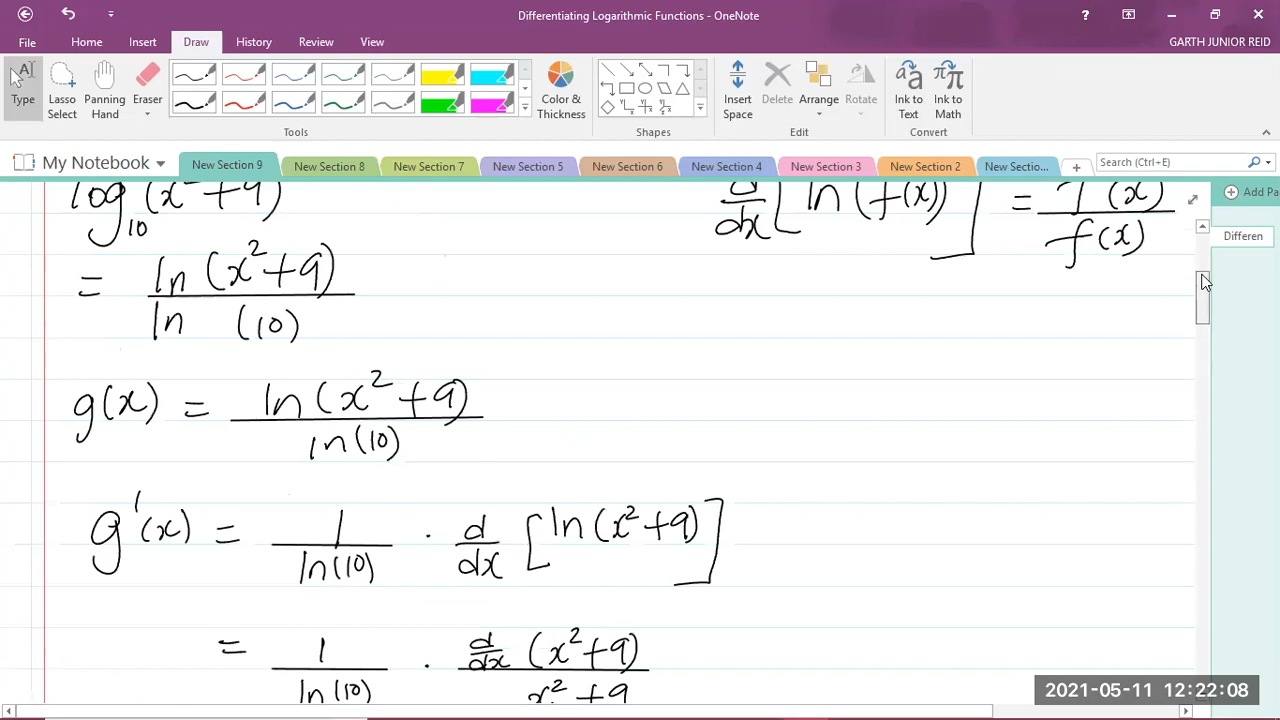 Differentiating Logarithmic Functions - OneNote
File Home Insert Draw History Review View GARTH JUNIOR REID
Type Lasso Select Panning Hand Eraser Color & Thickness Insert Space Delete Arrange Rotate Ink to Text Ink to Math
Tools Shapes Edit Convert
My Notebook New Section 9 New Section 8 New Section 7 New Section 5 New Section 6 New Section 4 New Section 3 New Section 2 New Sectio... Search (Ctrl+E)
Add Pa
Differen
log₁₀(x²+9)
d/dx [ln(f(x))] = f'(x)/f(x)
= ln(x²+9)/ln(10)
g(x) = ln(x²+9)/ln(10)
g'(x) = 1/ln(10) · d/dx [ln(x²+9)]
= 1/ln(10) · d/dx (x²+9)/x²+9
2021-05-11 12:22:08